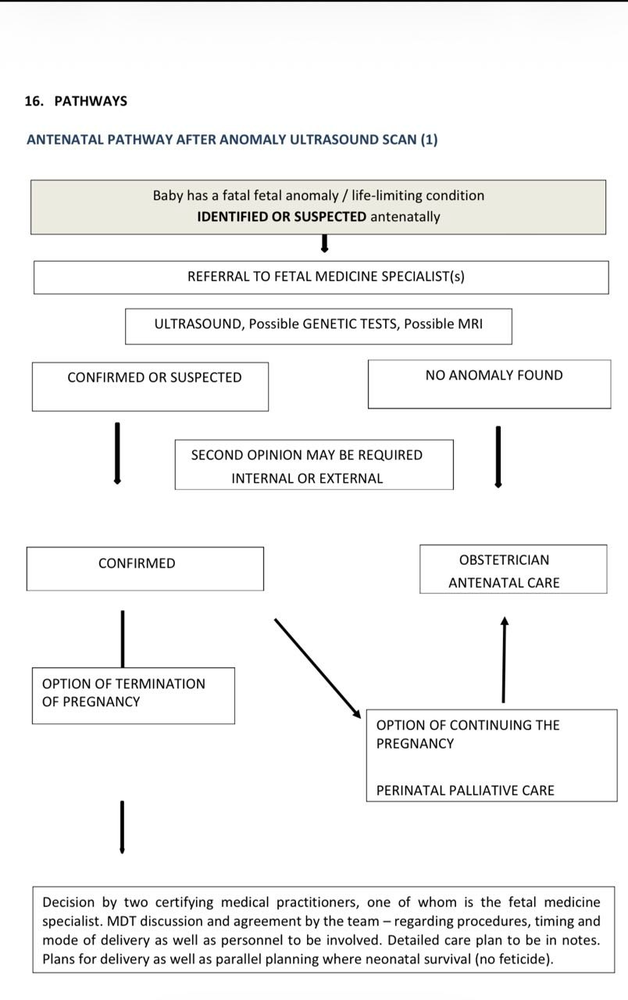 16. PATHWAYS
ANTENATAL PATHWAY AFTER ANOMALY ULTRASOUND SCAN (1)
Baby has a fatal fetal anomaly / life-limiting condition
IDENTIFIED OR SUSPECTED antenatally
REFERRAL TO FETAL MEDICINE SPECIALIST(s)
ULTRASOUND, Possible GENETIC TESTS, Possible MRI
CONFIRMED OR SUSPECTED
NO ANOMALY FOUND
SECOND OPINION MAY BE REQUIRED
INTERNAL OR EXTERNAL
CONFIRMED
OBSTETRICIAN
ANTENATAL CARE
OPTION OF TERMINATION
OF PREGNANCY
OPTION OF CONTINUING THE
PREGNANCY
PERINATAL PALLIATIVE CARE
Decision by two certifying medical practitioners, one of whom is the fetal medicine
specialist. MDT discussion and agreement by the team – regarding procedures, timing and
mode of delivery as well as personnel to be involved. Detailed care plan to be in notes.
Plans for delivery as well as parallel planning where neonatal survival (no feticide).